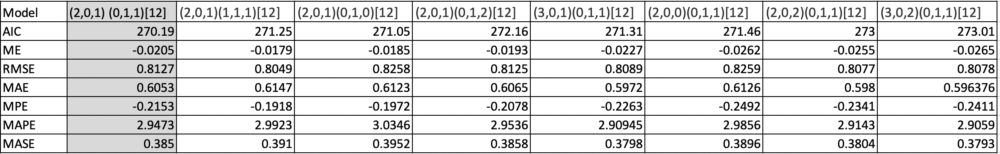 Model (2,0,1) (0,1,1)[12] (2,0,1)(1,1,1)[12] (2,0,1)(0,1,0)[12] (2,0,1)(0,1,2)[12] (3,0,1)(0,1,1)[12] (2,0,0)(0,1,1)[12] (2,0,2)(0,1,1)[12] (3,0,2)(0,1,1)[12]
AIC 270.19 271.25 271.05 272.16 271.31 271.46 273 273.01
ME -0.0205 -0.0179 -0.0185 -0.0193 -0.0227 -0.0262 -0.0255 -0.0265
RMSE 0.8127 0.8049 0.8258 0.8125 0.8089 0.8259 0.8077 0.8078
MAE 0.6053 0.6147 0.6123 0.6065 0.5972 0.6126 0.598 0.596376
MPE -0.2153 -0.1918 -0.1972 -0.2078 -0.2263 -0.2492 -0.2341 -0.2411
MAPE 2.9473 2.9923 3.0346 2.9536 2.90945 2.9856 2.9143 2.9059
MASE 0.385 0.391 0.3952 0.3858 0.3798 0.3896 0.3804 0.3793